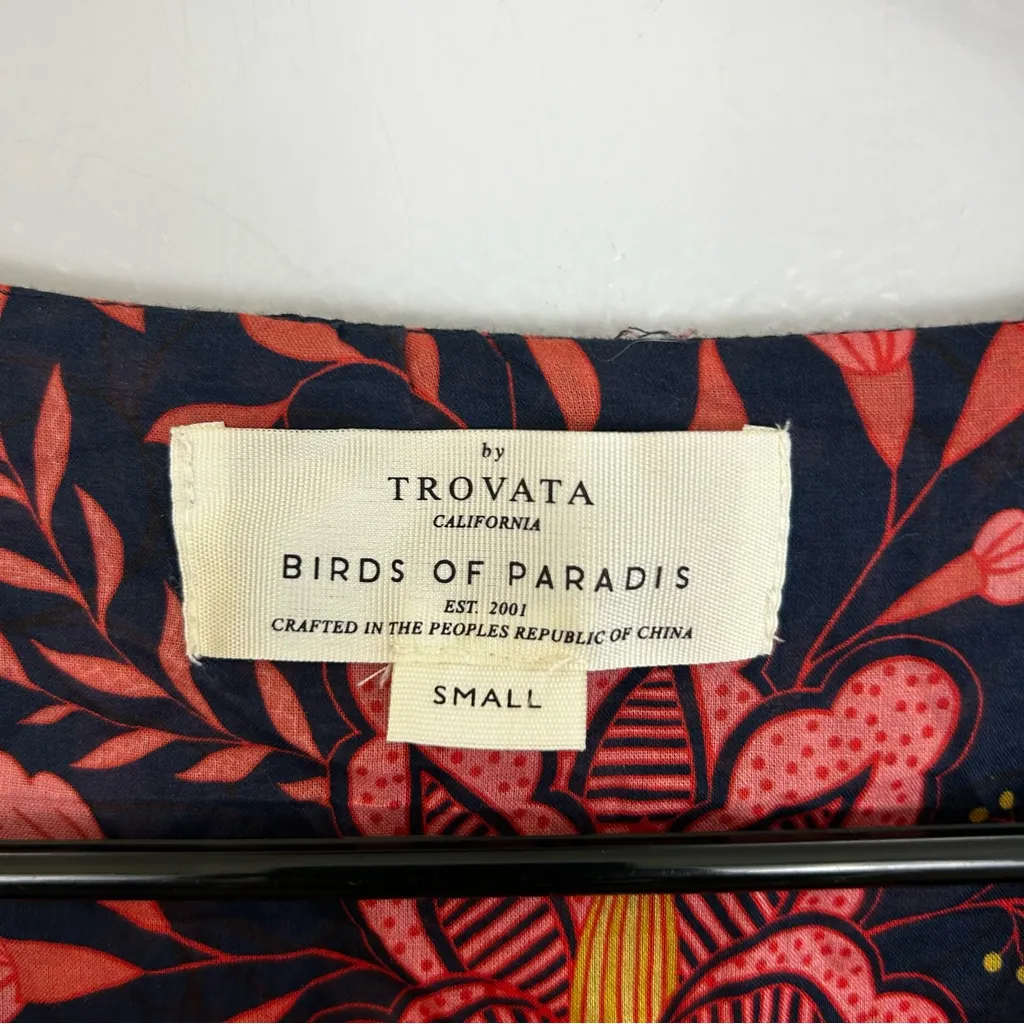 by
TROVATA
CALIFORNIA
BIRDS OF PARADIS
EST. 2001
CRAFTED IN THE PEOPLES REPUBLIC OF CHINA
SMALL